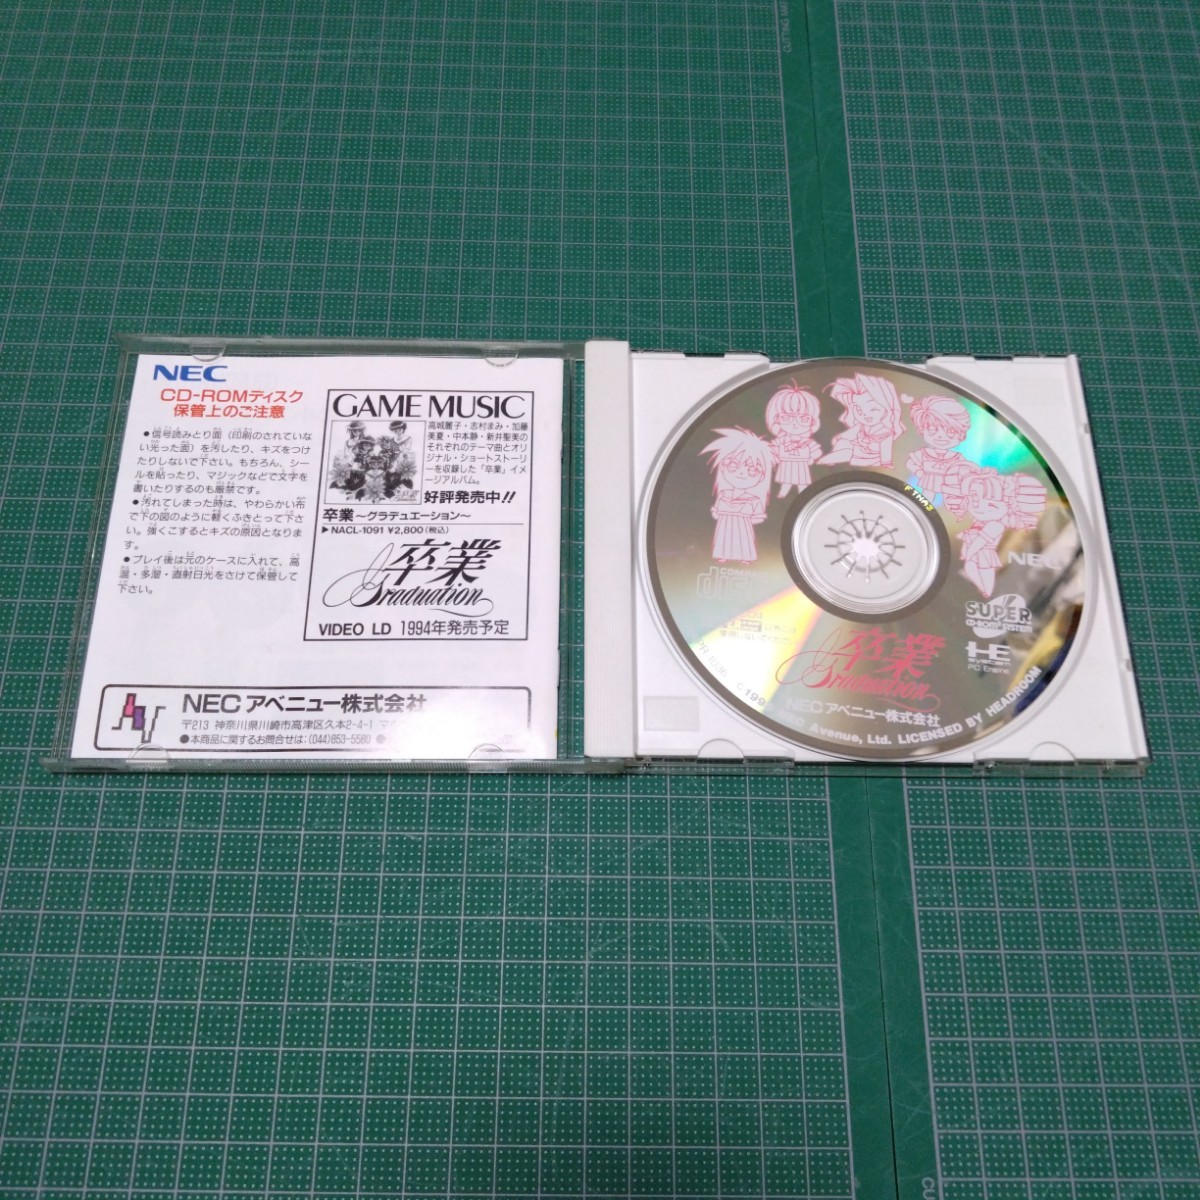 NEC
CD-ROMディスク
保管上のご注意
●信号読みとり面(印刷のされていな
い光った面)を汚したり、キズをつけ
たりしないで下さい。もちろん、シー
ルを貼ったり、マジックなどで文字を
書いたりするのも厳禁です。
●汚れてしまった時は、やわらかい布
で下の図のように軽くふきとって下さ
い。強くこするとキズの原因となりま
す。
●プレイ後は元のケースに入れて、高
温・多湿・直射日光をさけて保管して
下さい。
GAME MUSIC
高城麗子・志村まみ・加藤
美夏・中本静・新井聖美の
それぞれのテーマ曲とオリ
ジナル・ショートストーリ
ーを収録した「卒業」イメ
ージアルバム。
好評発売中!!
卒業〜グラデュエーション〜
▶NACL-1091 ¥2,800(税込)
卒業
Graduation
VIDEO LD 1994年発売予定
NECアベニュー株式会社
〒213 神奈川県川崎市高津区久本2-4-1
●本商品に関するお問合せは:(044)853-5580
NEC
SUPER
CD-ROM SYSTEM
HE
system
PC Engine
卒業
Graduation
NECアベニュー株式会社
Avenue, Ltd. LICENSED BY HEADROOM